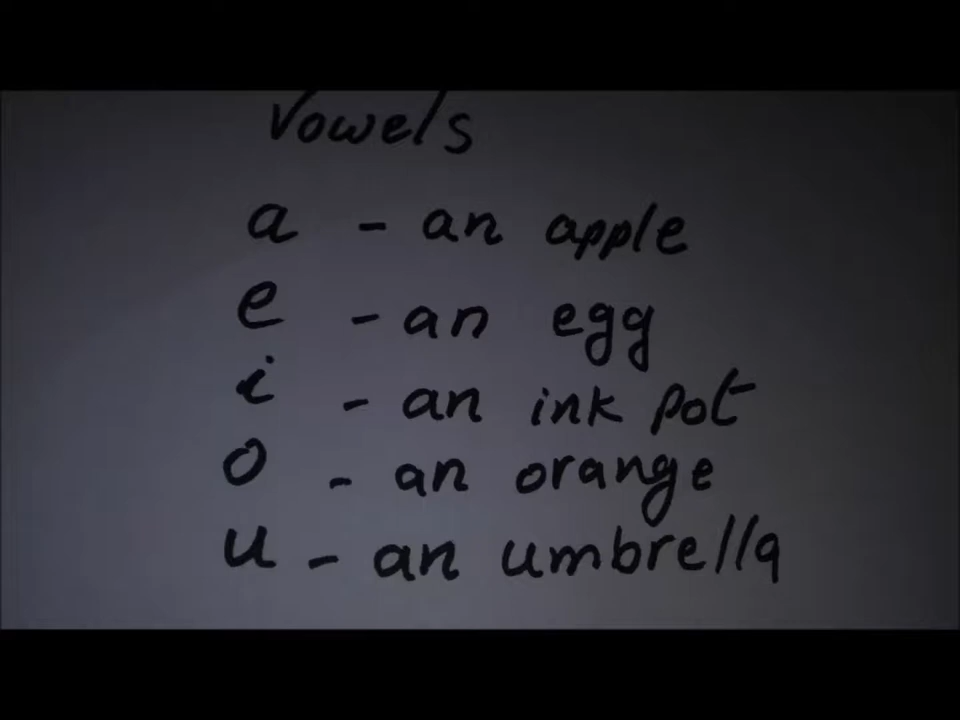 Vowels
a - an apple
e - an egg
i - an ink pot
o - an orange
u - an umbrella